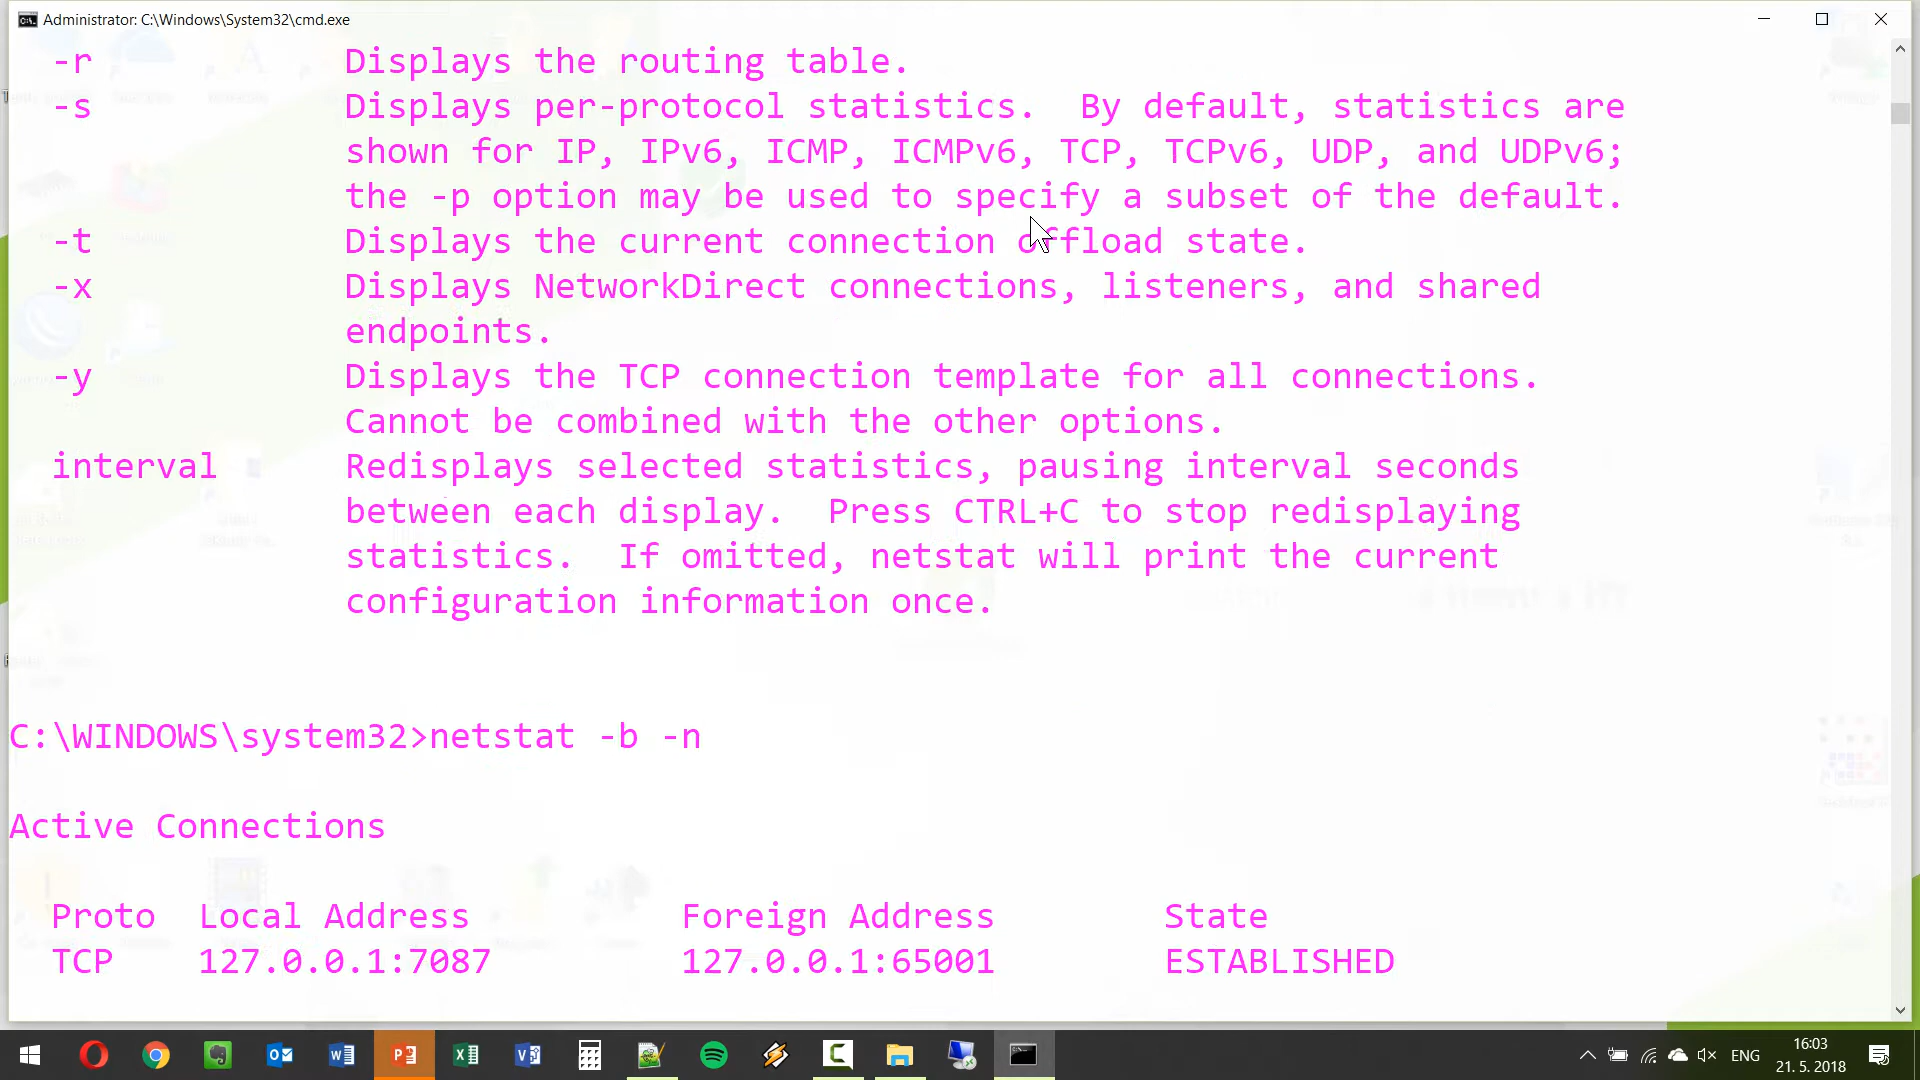 Administrator: C:\Windows\System32\cmd.exe
-r Displays the routing table.
-s Displays per-protocol statistics. By default, statistics are
shown for IP, IPv6, ICMP, ICMPv6, TCP, TCPv6, UDP, and UDPv6;
the -p option may be used to specify a subset of the default.
-t Displays the current connection offload state.
-x Displays NetworkDirect connections, listeners, and shared
endpoints.
-y Displays the TCP connection template for all connections.
Cannot be combined with the other options.
interval Redisplays selected statistics, pausing interval seconds
between each display. Press CTRL+C to stop redisplaying
statistics. If omitted, netstat will print the current
configuration information once.
C:\WINDOWS\system32>netstat -b -n
Active Connections
Proto Local Address Foreign Address State
TCP 127.0.0.1:7087 127.0.0.1:65001 ESTABLISHED
ENG
16:03
21. 5. 2018